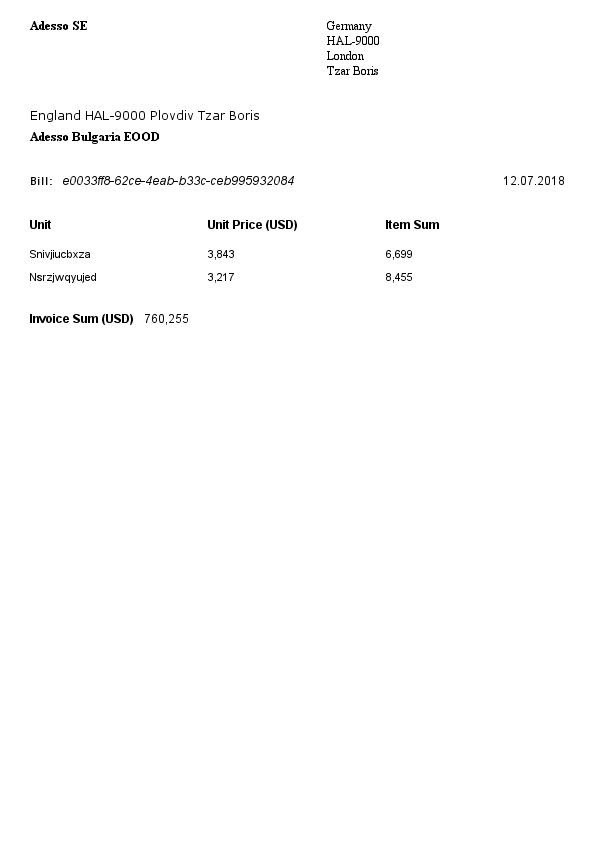 Adesso SE
Germany
HAL-9000
London
Tzar Boris
England HAL-9000 Plovdiv Tzar Boris
Adesso Bulgaria EOOD
Bill: e0033ff8-62ce-4eab-b33c-ceb995932084 12.07.2018
Unit Unit Price (USD) Item Sum
Snivjiucbxza 3,843 6,699
Nsrzjwqyujed 3,217 8,455
Invoice Sum (USD) 760,255